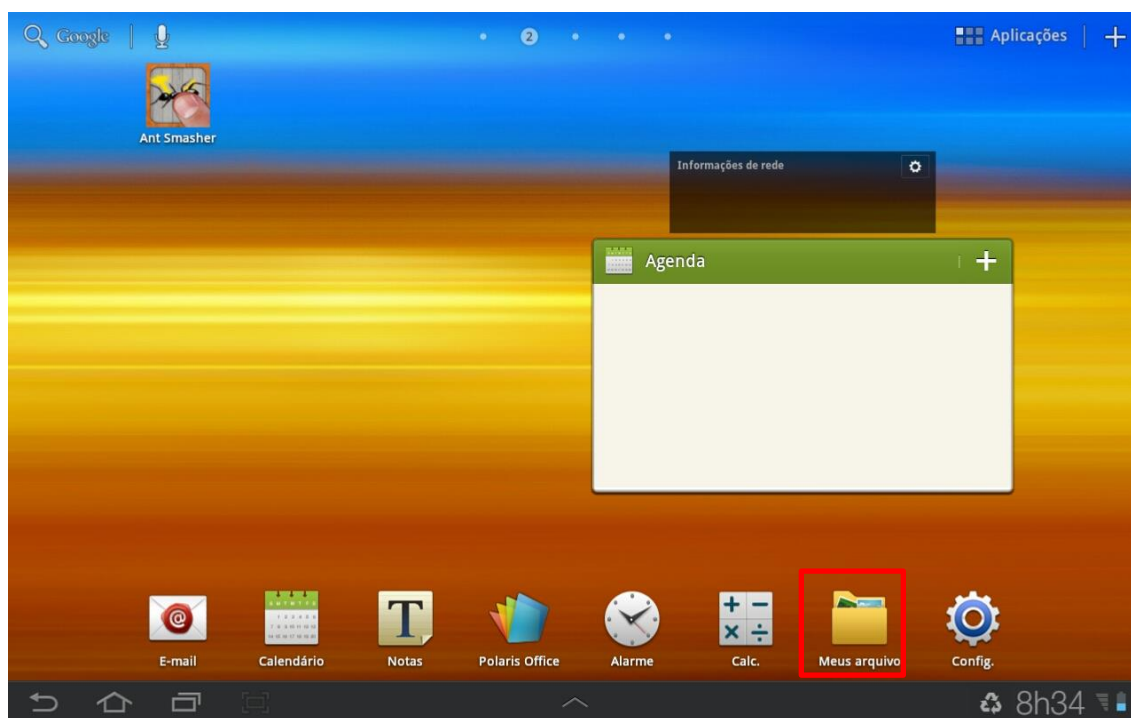 Google
2
Aplicações
Ant Smasher
Informações de rede
Agenda
T
E-mail
Calendário
Notas
Polaris Office
Alarme
Calc.
Meus arquivo
Config.
8h34